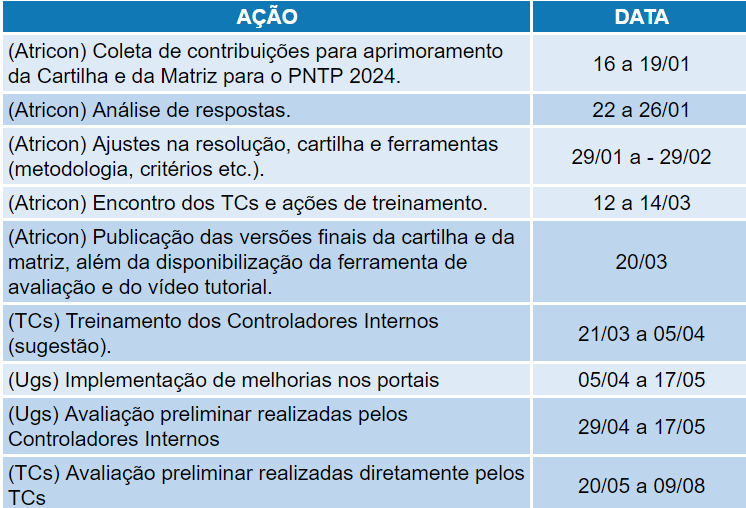 AÇÃO
DATA
(Atricon) Coleta de contribuições para aprimoramento
da Cartilha e da Matriz para o PNTP 2024.
16 a 19/01
(Atricon) Análise de respostas.
22 a 26/01
(Atricon) Ajustes na resolução, cartilha e ferramentas
(metodologia, critérios etc.).
29/01 a - 29/02
(Atricon) Encontro dos TCs e ações de treinamento.
12 a 14/03
(Atricon) Publicação das versões finais da cartilha e da
matriz, além da disponibilização da ferramenta de
avaliação e do vídeo tutorial.
20/03
(TCs) Treinamento dos Controladores Internos
(sugestão).
21/03 a 05/04
(Ugs) Implementação de melhorias nos portais
05/04 a 17/05
(Ugs) Avaliação preliminar realizadas pelos
Controladores Internos
29/04 a 17/05
(TCs) Avaliação preliminar realizadas diretamente pelos
TCs
20/05 a 09/08